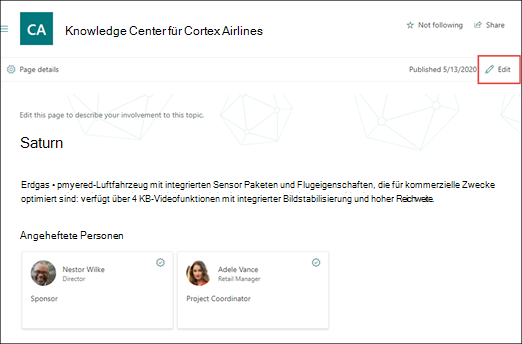 CA
Knowledge Center für Cortex Airlines
Not following
Share
Page details
Published 5/13/2020
Edit
Edit this page to describe your involvement to this topic.
Saturn
Erdgas • pmyered-Luftfahrzeug mit integrierten Sensor Paketen und Flugeigenschaften, die für kommerzielle Zwecke
optimiert sind: verfügt über 4 KB-Videofunktionen mit integrierter Bildstabilisierung und hoher
Angeheftete Personen
Nestor Wilke
Director
Sponsor
Adele Vance
Retail Manager
Project Coordinator